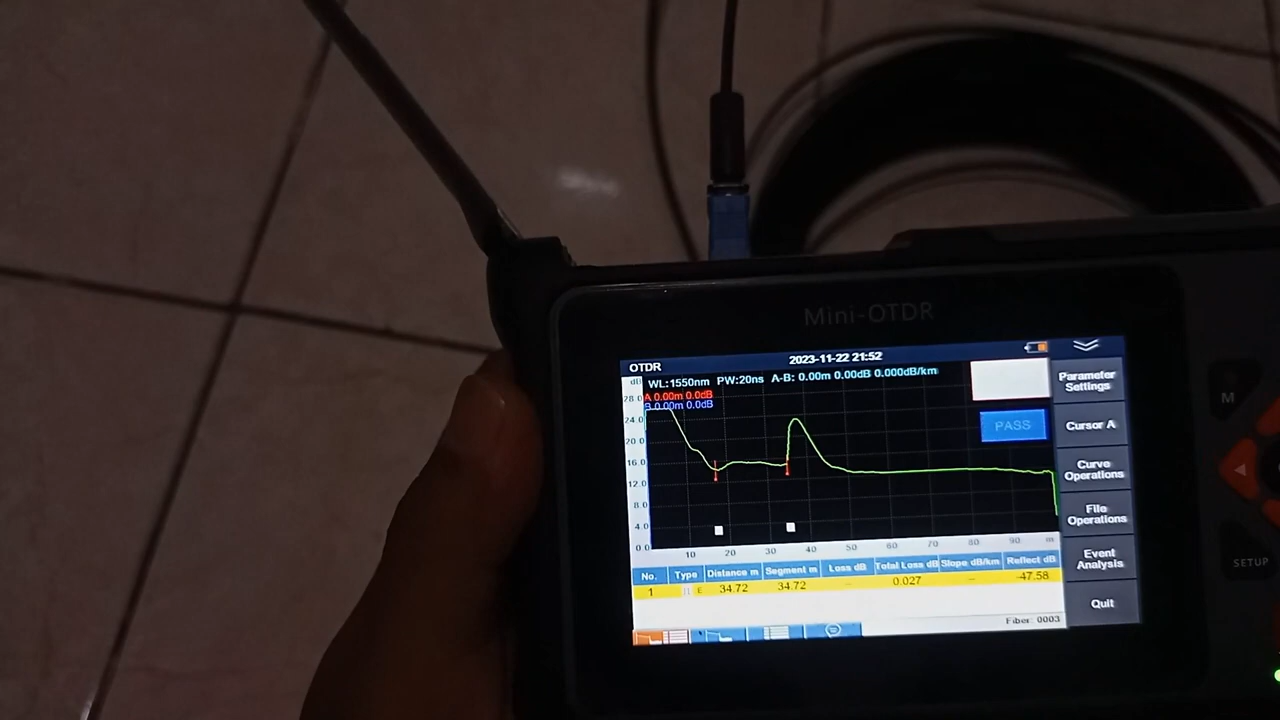 Mini-OTDR
OTDR
2023-11-22 21:52
dB
WL:1550nm PW:20ns A-B: 0.00m 0.00dB 0.000dB/km
A 0.00m 0.0dB
B 0.00m 0.0dB
28.0
24.0
20.0
16.0
12.0
8.0
4.0
0.0
10 20 30 40 50 60 70 80 90 m
PASS
Parameter
Settings
Cursor A
Curve
Operations
File
Operations
Event
Analysis
Quit
No. Type Distance m Segment m Loss dB Total Loss dB Slope dB/km Reflect dB
1 E 34.72 34.72 -- 0.027 -- -47.58
Fiber: 0003
M
SETUP